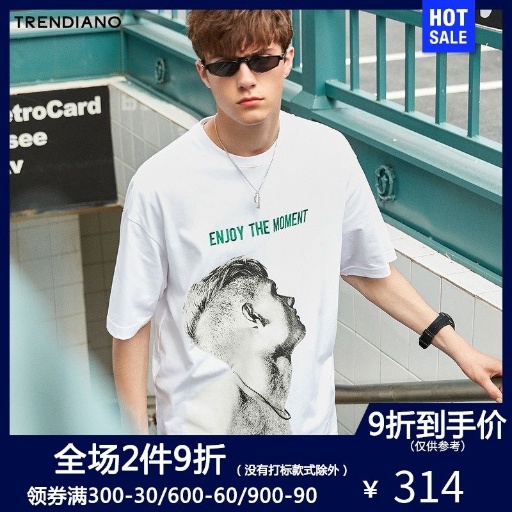 TRENDIANO
HOT
SALE
etroCard
see
av
ENJOY THE MOMENT
9折到手价
（仅供参考）
全场2件9折（没有打标款式除外）
领券满300-30/600-60/900-90
￥ 314